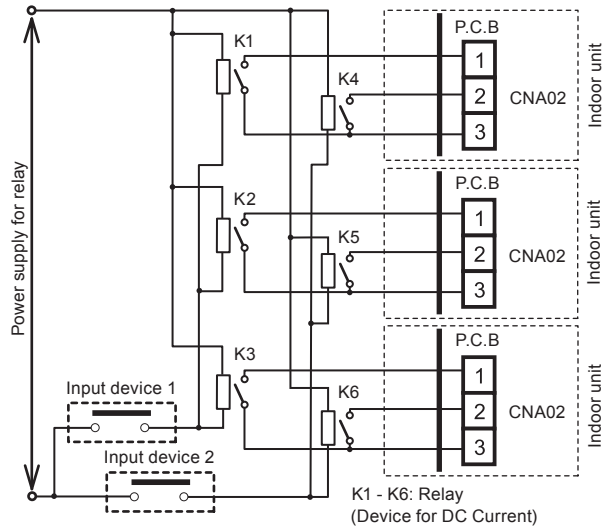 Power supply for relay
K1
K4
P.C.B
1
2
3
CNA02
Indoor unit
K2
K5
P.C.B
1
2
3
CNA02
Indoor unit
K3
K6
P.C.B
1
2
3
CNA02
Indoor unit
Input device 1
Input device 2
K1 - K6: Relay
(Device for DC Current)